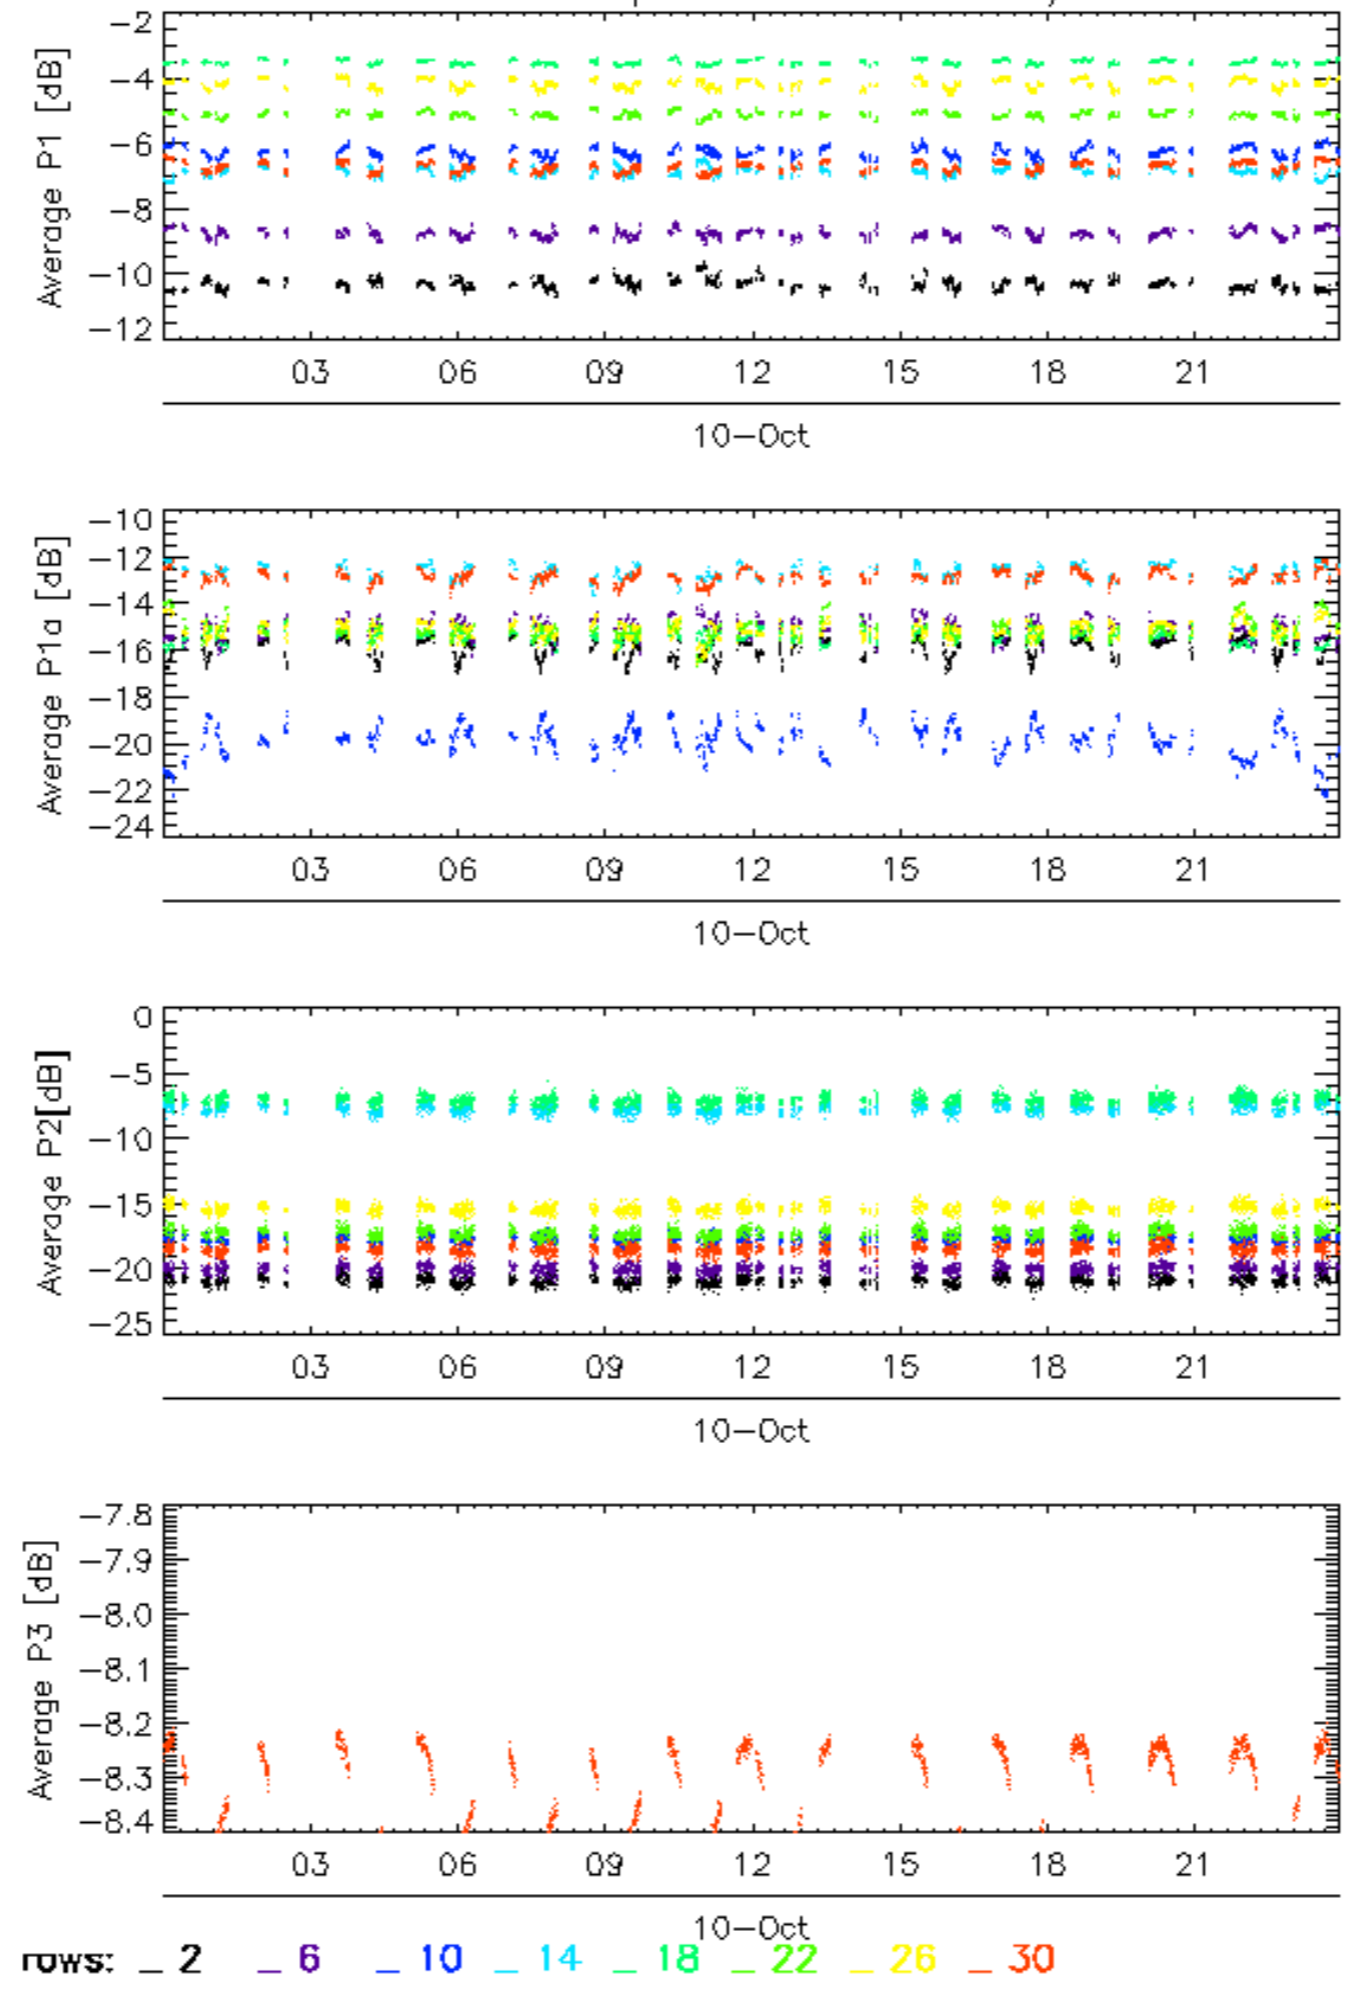 Average P1 [dB]
-2
-4
-6
-8
-10
-12
03 06 09 12 15 18 21
10-Oct
Average P1a [dB]
-10
-12
-14
-16
-18
-20
-22
-24
03 06 09 12 15 18 21
10-Oct
Average P2[dB]
0
-5
-10
-15
-20
-25
03 06 09 12 15 18 21
10-Oct
Average P3 [dB]
-7.8
-7.9
-8.0
-8.1
-8.2
-8.3
-8.4
03 06 09 12 15 18 21
10-Oct
rows: _ 2 _ 6 _ 10 _ 14 _ 18 _ 22 _ 26 _ 30